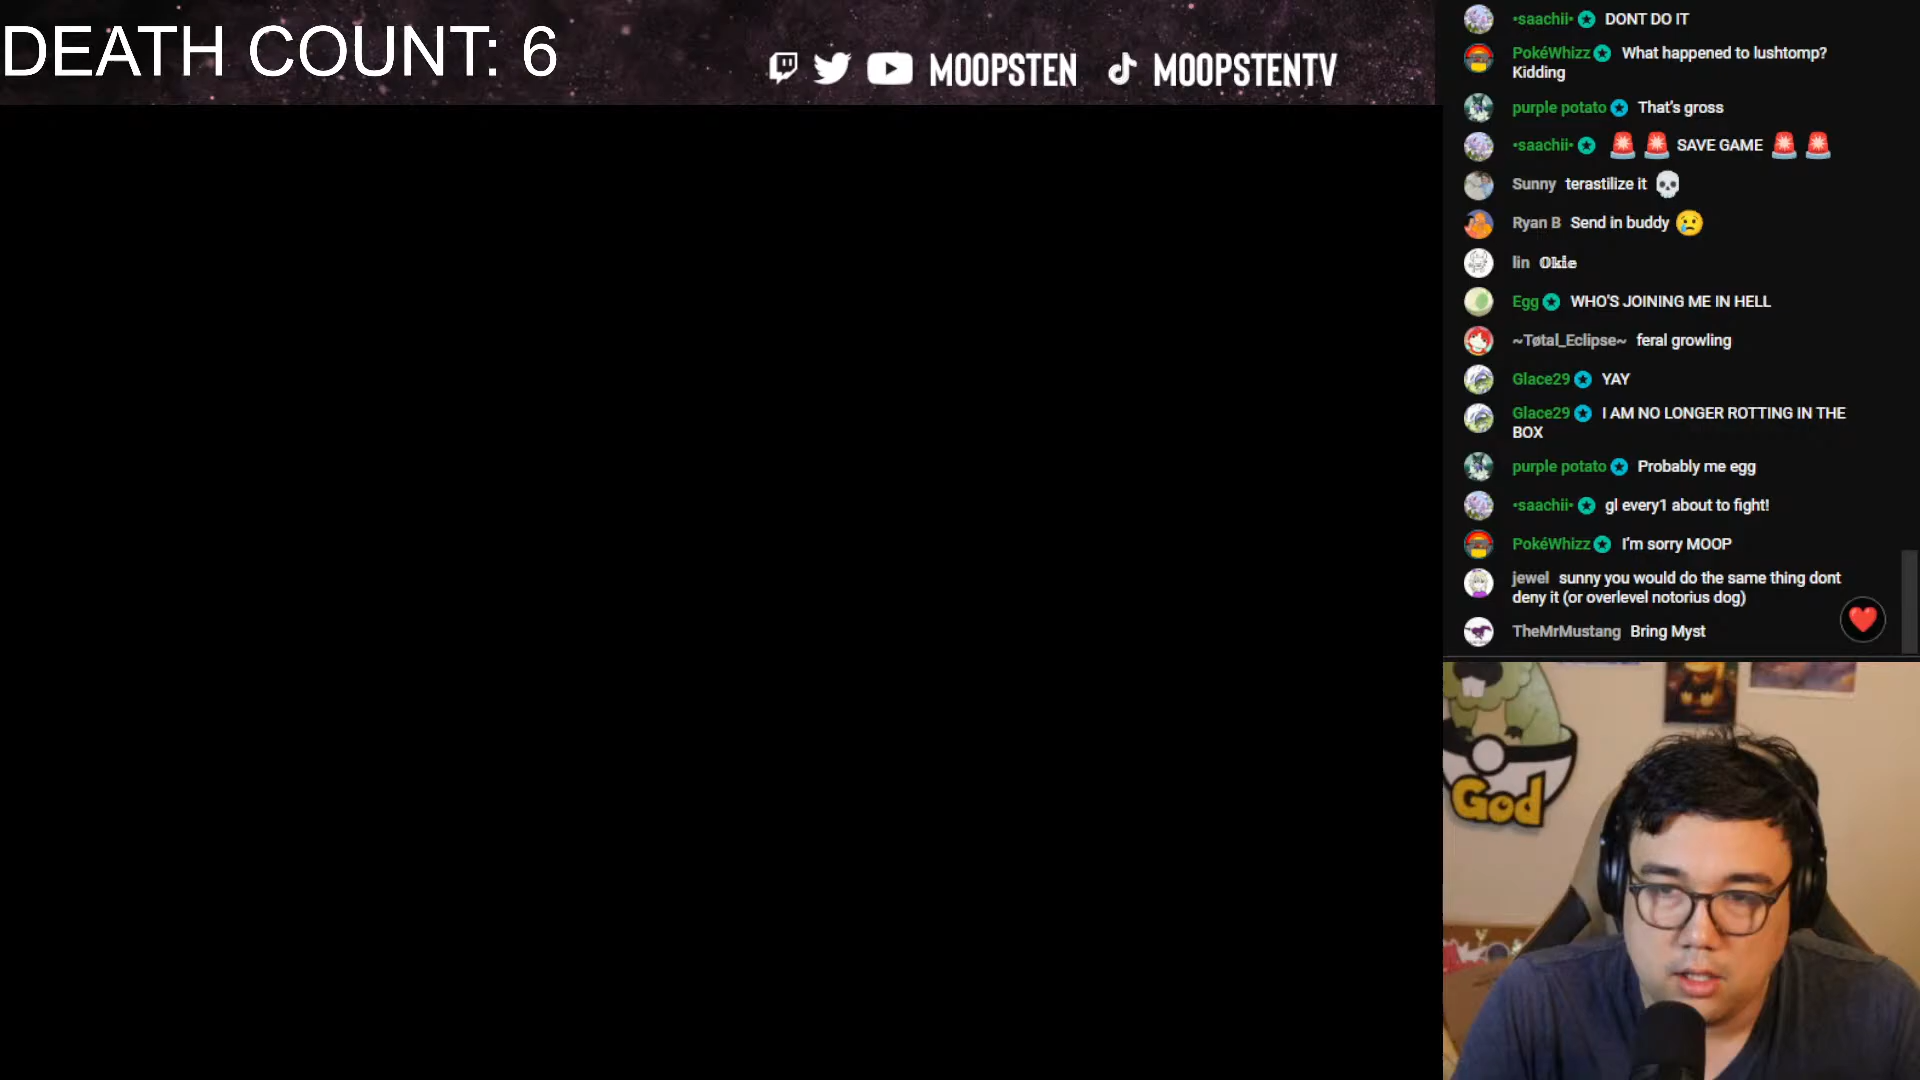 DEATH COUNT: 6
MOOPSTEN
MOOPSTENTV
•saachii• DONT DO IT
PokéWhizz What happened to lushtomp?
Kidding
purple potato That's gross
•saachii• 🚨 🚨 SAVE GAME 🚨 🚨
Sunny terastilize it 💀
Ryan B Send in buddy 😢
lin 𝕆𝕜𝕚𝕖
Egg WHO'S JOINING ME IN HELL
~Tøtal_Eclipse~ feral growling
Glace29 YAY
Glace29 I AM NO LONGER ROTTING IN THE
BOX
purple potato Probably me egg
•saachii• gl every1 about to fight!
PokéWhizz I'm sorry MOOP
jewel sunny you would do the same thing dont
deny it (or overlevel notorius dog)
TheMrMustang Bring Myst
God